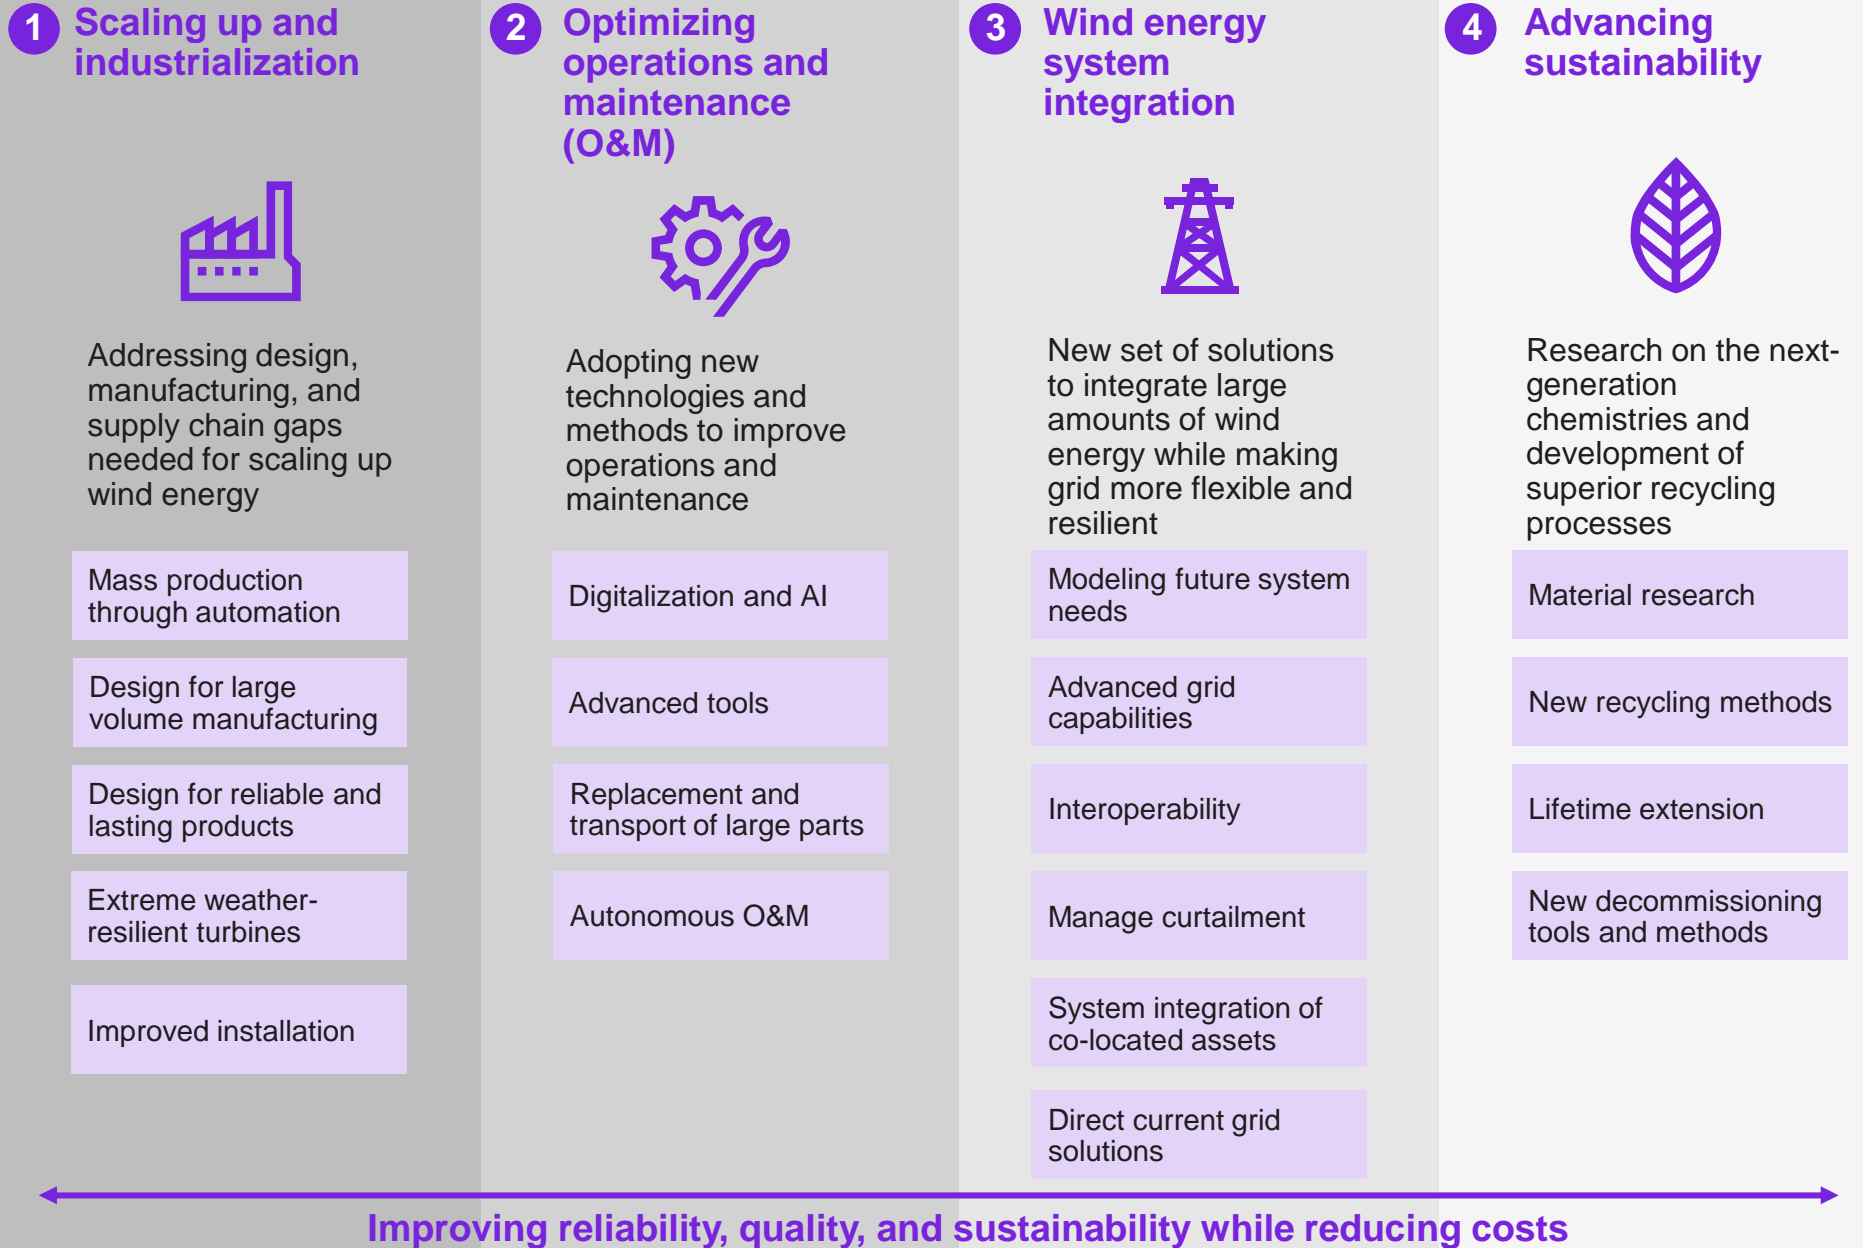 1
Scaling up and
industrialization
Addressing design,
manufacturing, and
supply chain gaps
needed for scaling up
wind energy
Mass production
through automation
Design for large
volume manufacturing
Design for reliable and
lasting products
Extreme weather-
resilient turbines
Improved installation
2
Optimizing
operations and
maintenance
(O&M)
Adopting new
technologies and
methods to improve
operations and
maintenance
Digitalization and AI
Advanced tools
Replacement and
transport of large parts
Autonomous O&M
3
Wind energy
system
integration
New set of solutions
to integrate large
amounts of wind
energy while making
grid more flexible and
resilient
Modeling future system
needs
Advanced grid
capabilities
Interoperability
Manage curtailment
System integration of
co-located assets
Direct current grid
solutions
4
Advancing
sustainability
Research on the next-
generation
chemistries and
development of
superior recycling
processes
Material research
New recycling methods
Lifetime extension
New decommissioning
tools and methods
Improving reliability, quality, and sustainability while reducing costs